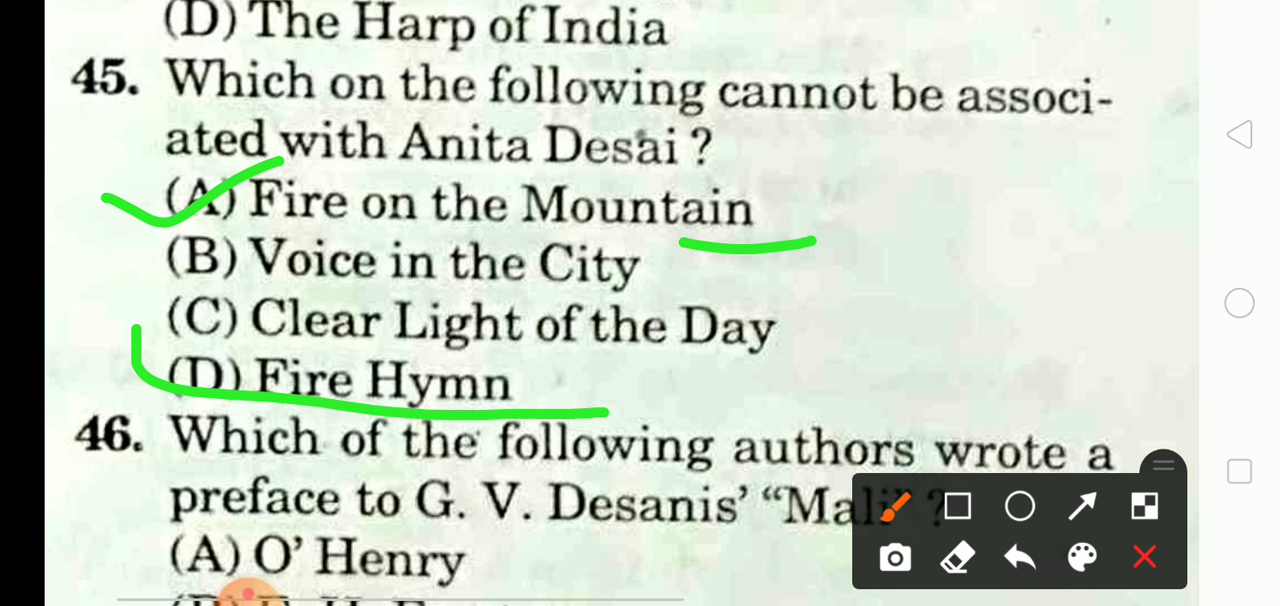 (D) The Harp of India
45. Which on the following cannot be associ-
ated with Anita Desai ?
(A) Fire on the Mountain
(B) Voice in the City
(C) Clear Light of the Day
(D) Fire Hymn
46. Which of the following authors wrote a
preface to G. V. Desanis' “Mali” ?
(A) O' Henry